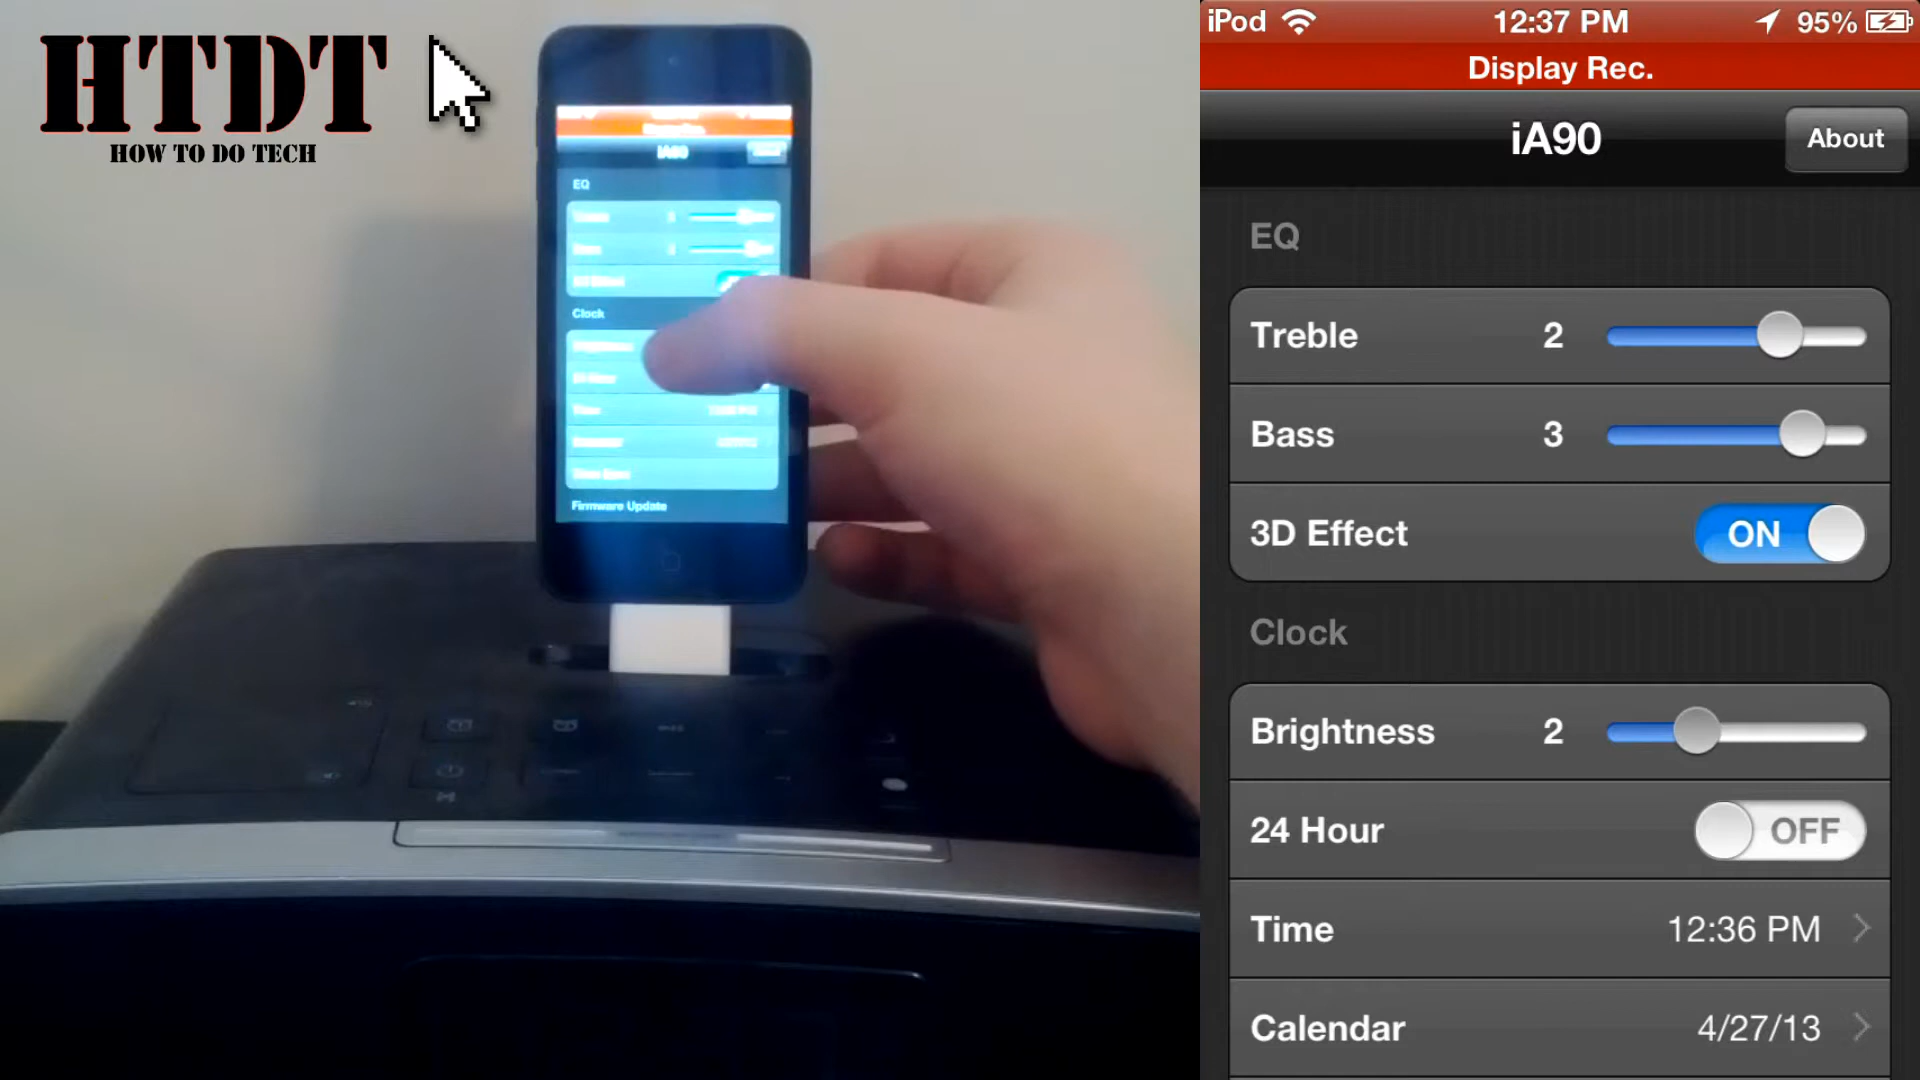 HTDT
HOW TO DO TECH
iA90
EQ
Clock
Firmware Update
iPod 12:37 PM 95%
Display Rec.
iA90 About
EQ
Treble 2
Bass 3
3D Effect ON
Clock
Brightness 2
24 Hour OFF
Time 12:36 PM
Calendar 4/27/13